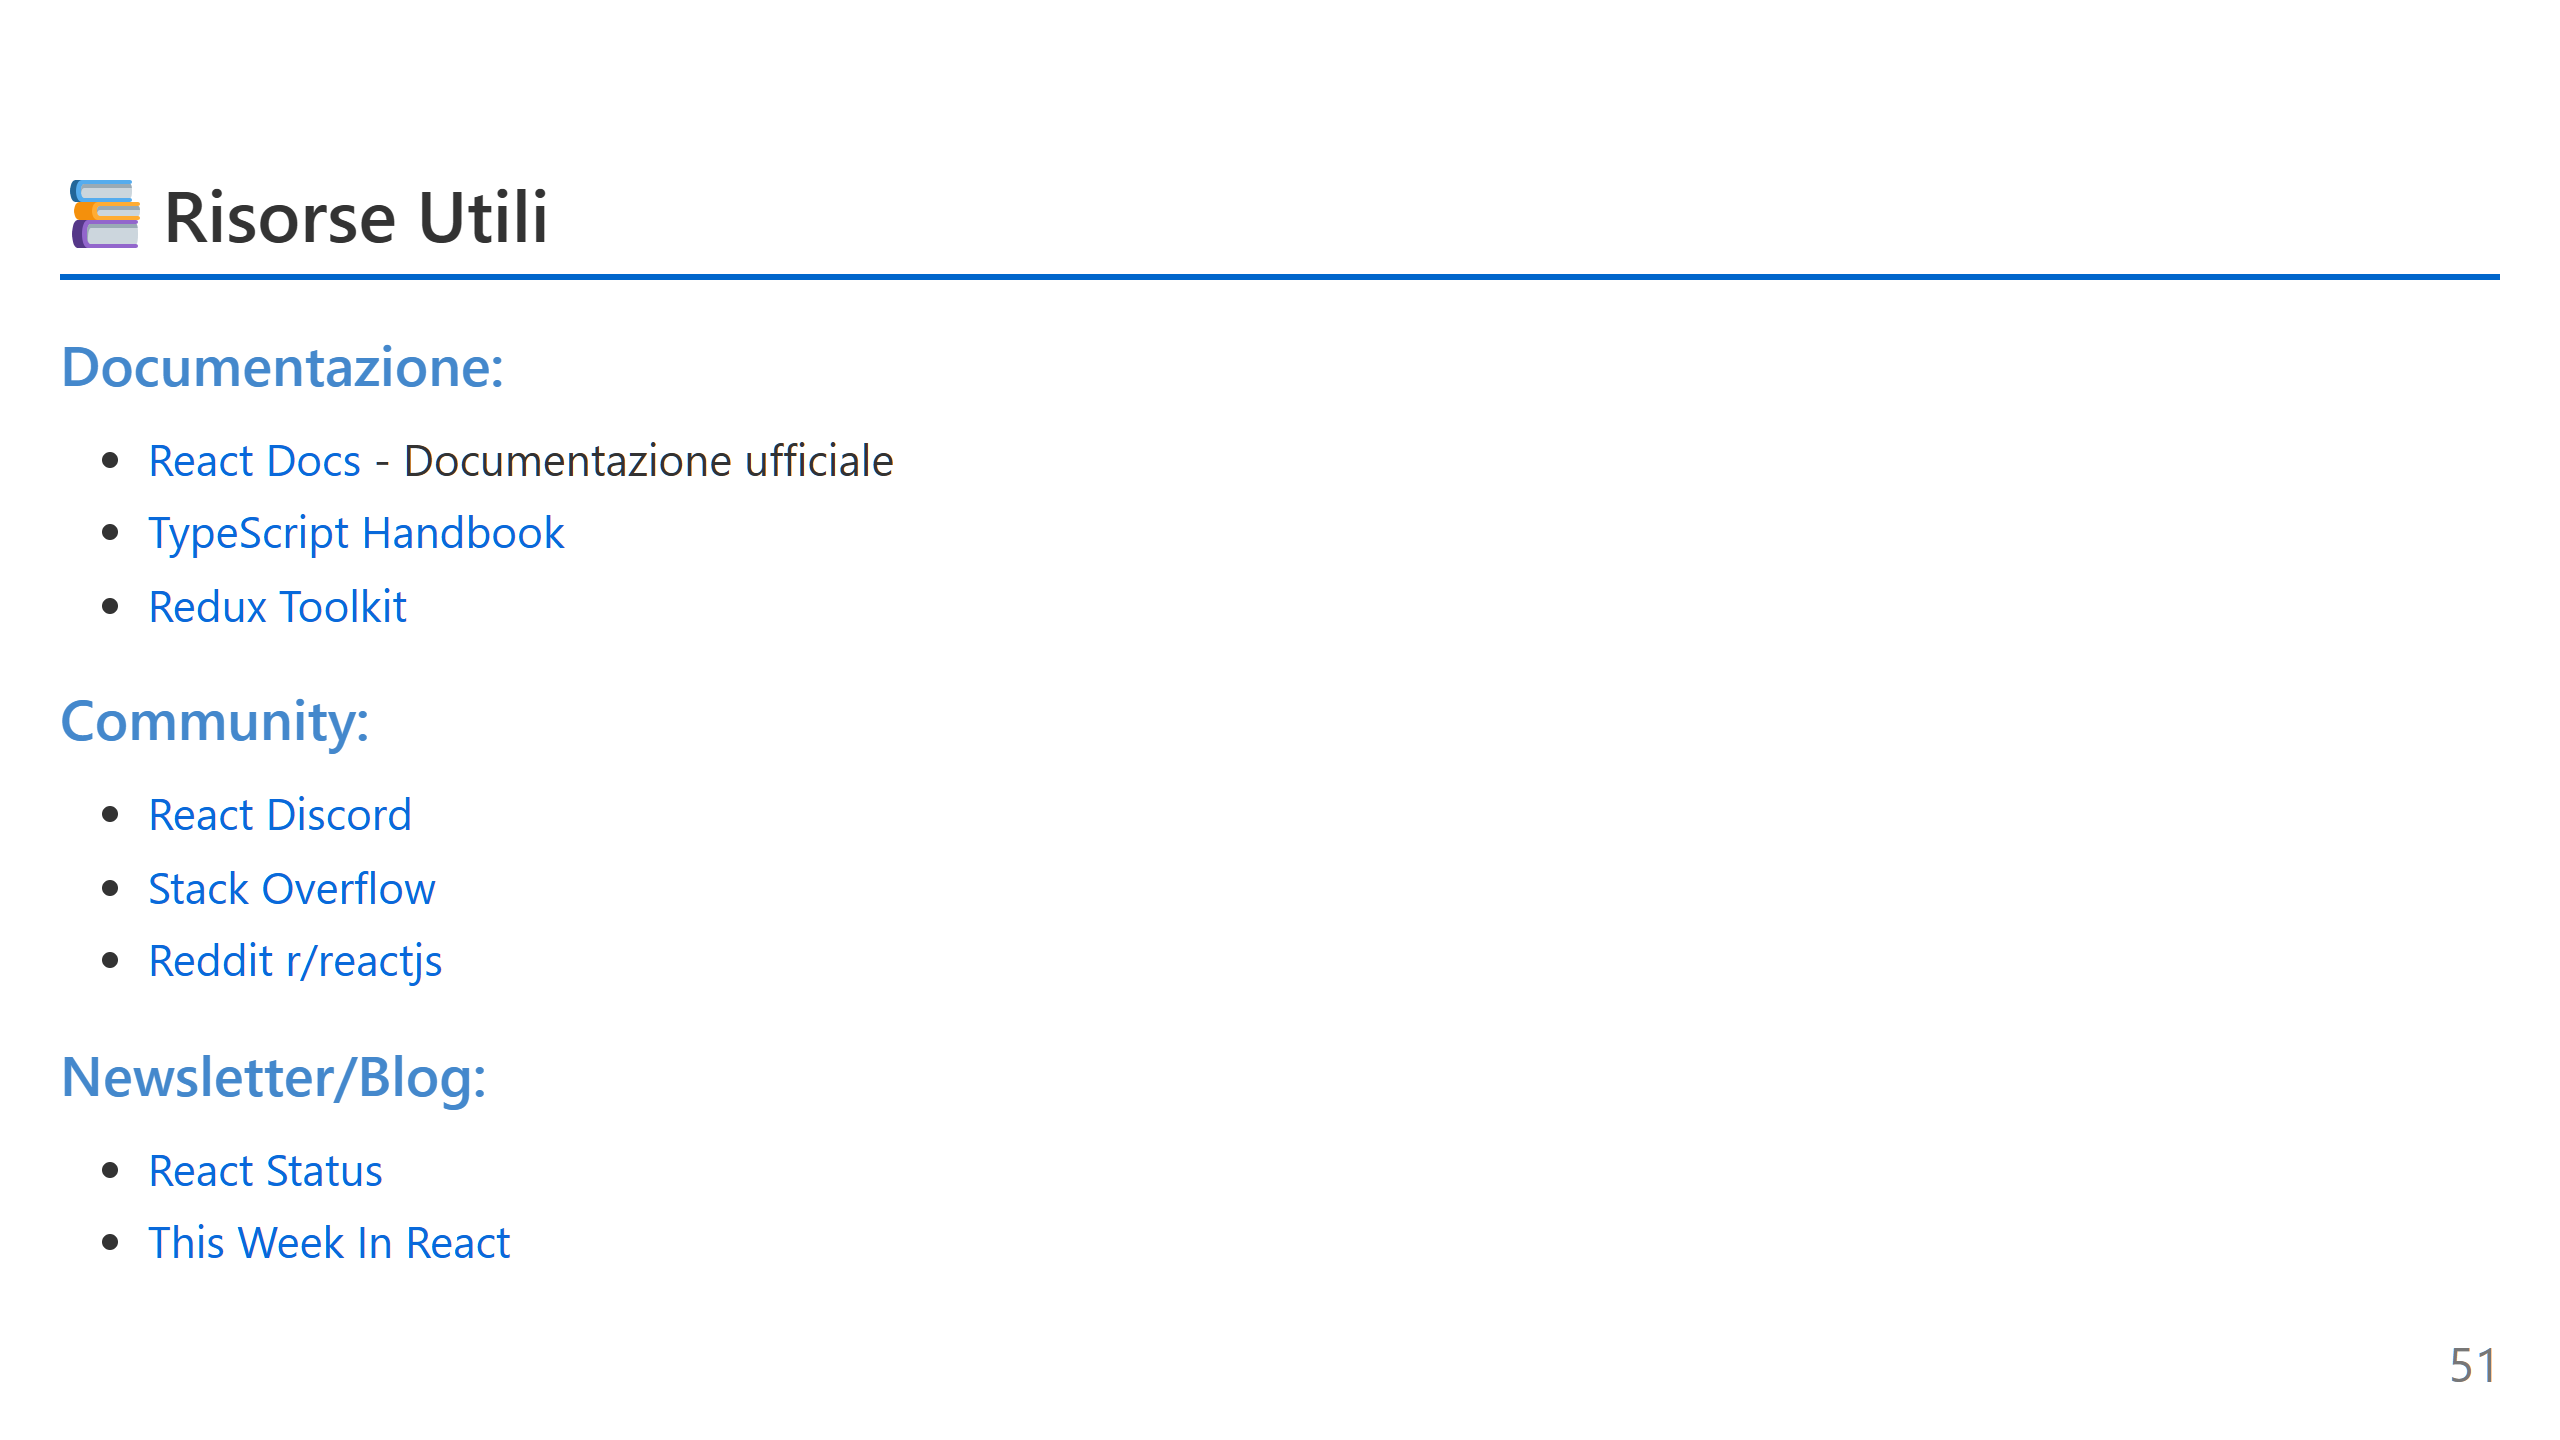 Risorse Utili
Documentazione:
React Docs - Documentazione ufficiale
TypeScript Handbook
Redux Toolkit
Community:
React Discord
Stack Overflow
Reddit r/reactjs
Newsletter/Blog:
React Status
This Week In React
51